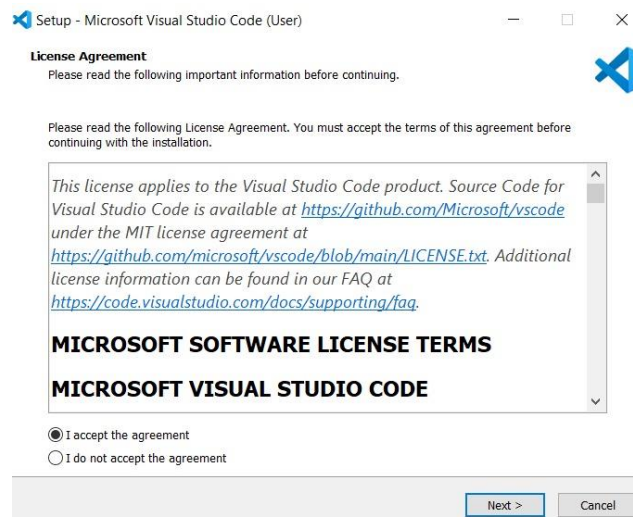 Setup - Microsoft Visual Studio Code (User)
License Agreement
Please read the following important information before continuing.
Please read the following License Agreement. You must accept the terms of this agreement before
continuing with the installation.
This license applies to the Visual Studio Code product. Source Code for
Visual Studio Code is available at https://github.com/Microsoft/vscode
under the MIT license agreement at
https://github.com/microsoft/vscode/blob/main/LICENSE.txt. Additional
license information can be found in our FAQ at
https://code.visualstudio.com/docs/supporting/faq.
MICROSOFT SOFTWARE LICENSE TERMS
MICROSOFT VISUAL STUDIO CODE
I accept the agreement
I do not accept the agreement
Next > Cancel